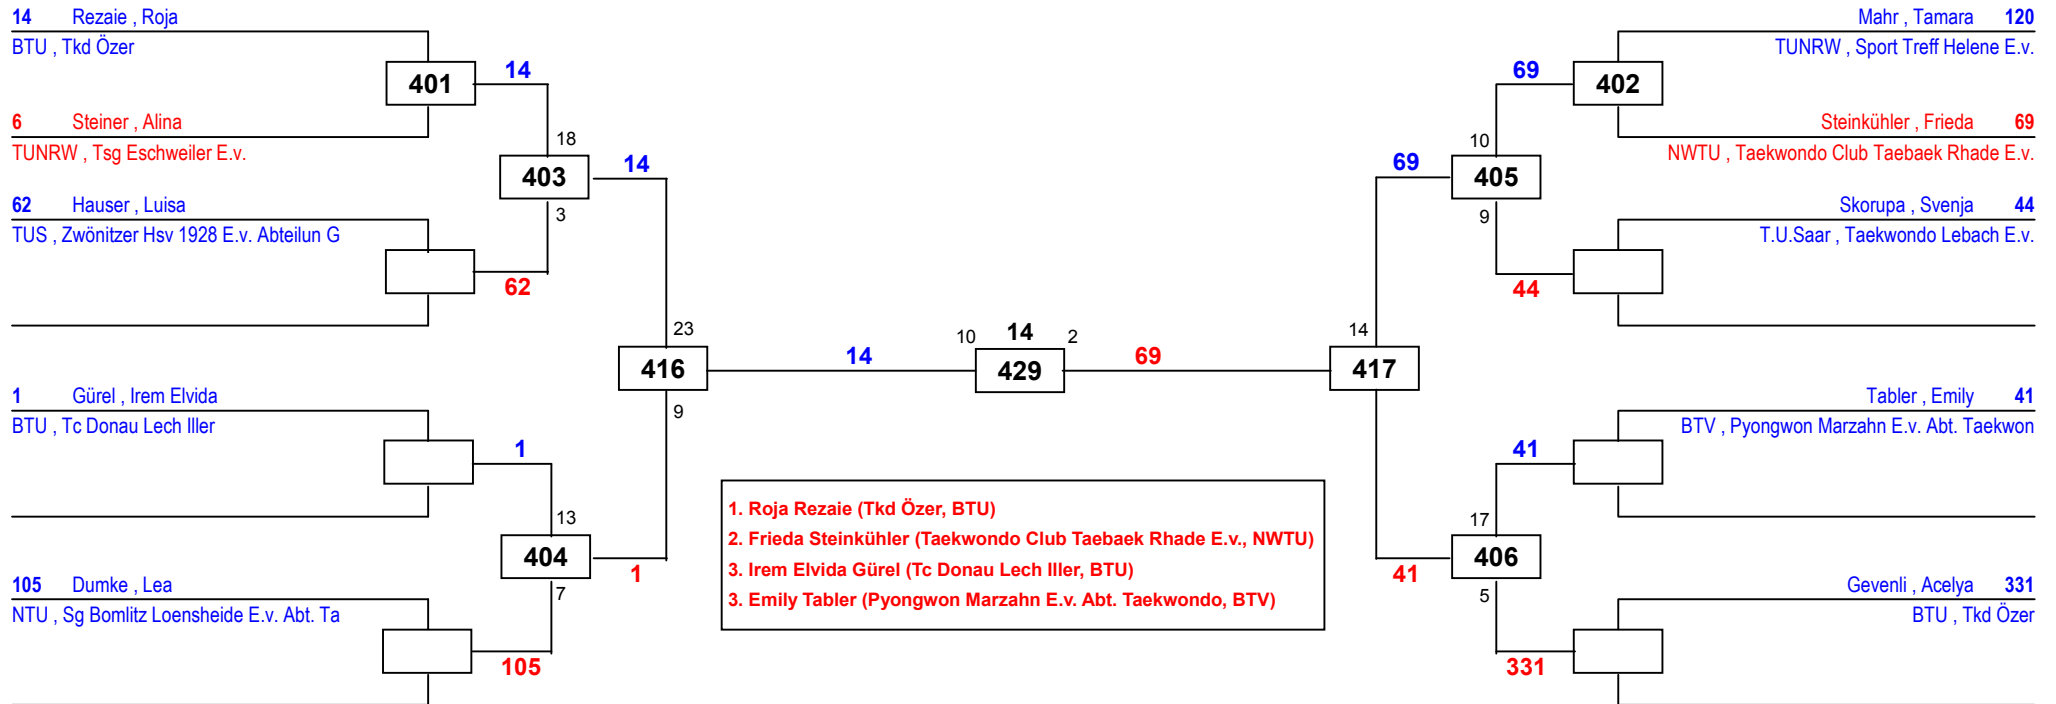 14 Rezaie , Roja
BTU , Tkd Özer
401
14
6 Steiner , Alina
TUNRW , Tsg Eschweiler E.v.
18
403
14
3
62 Hauser , Luisa
TUS , Zwönitzer Hsv 1928 E.v. Abteilun G
62
23
416
14
9
1 Gürel , Irem Elvida
BTU , Tc Donau Lech Iller
1
13
404
1
7
105 Dumke , Lea
NTU , Sg Bomlitz Loensheide E.v. Abt. Ta
105
10 14 2
429
69
1. Roja Rezaie (Tkd Özer, BTU)
2. Frieda Steinkühler (Taekwondo Club Taebaek Rhade E.v., NWTU)
3. Irem Elvida Gürel (Tc Donau Lech Iller, BTU)
3. Emily Tabler (Pyongwon Marzahn E.v. Abt. Taekwondo, BTV)
Mahr , Tamara 120
TUNRW , Sport Treff Helene E.v.
69
402
Steinkühler , Frieda 69
NWTU , Taekwondo Club Taebaek Rhade E.v.
10
69
405
9
Skorupa , Svenja 44
T.U.Saar , Taekwondo Lebach E.v.
44
14
417
Tabler , Emily 41
BTV , Pyongwon Marzahn E.v. Abt. Taekwon
41
17
406
41
5
Gevenli , Acelya 331
BTU , Tkd Özer
331